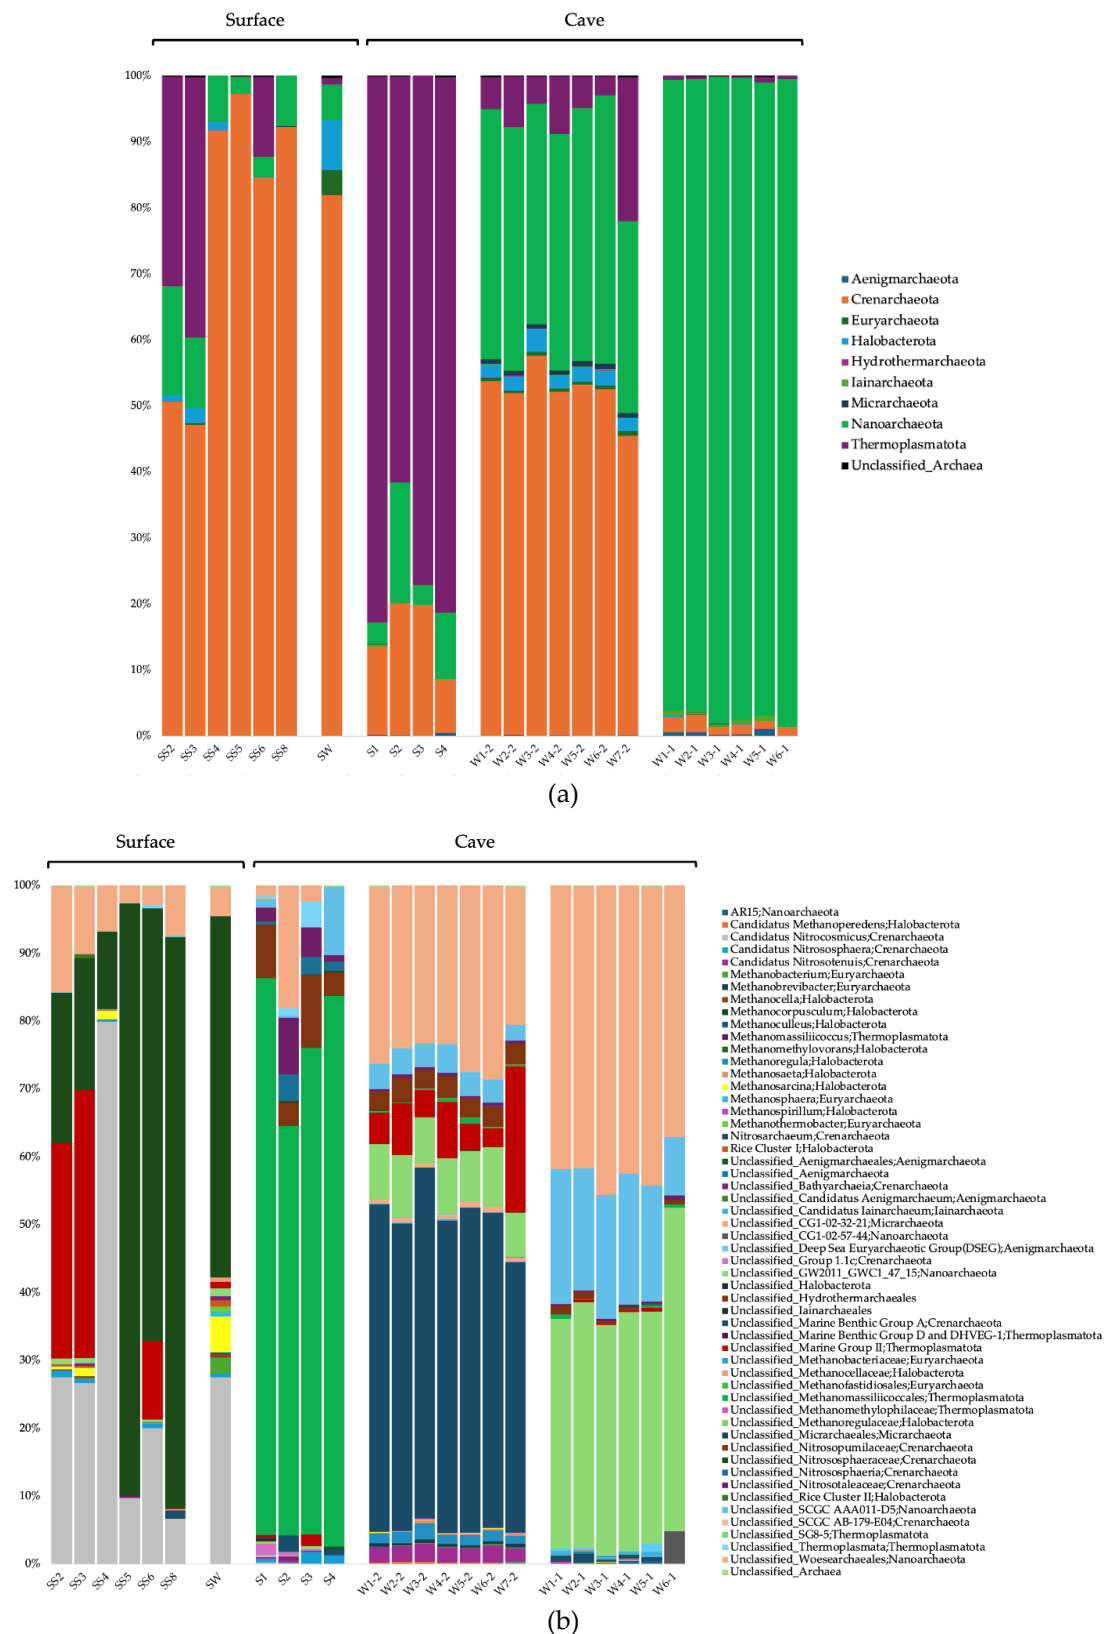 Surface
Cave
100%
90%
80%
70%
60%
50%
40%
30%
20%
10%
0%
SS2
SS3
SS4
SS5
SS6
SS8
SW
S1
S2
S3
S4
W1-2
W2-2
W3-2
W4-2
W5-2
W6-2
W7-2
W1-1
W2-1
W3-1
W4-1
W5-1
W6-1
Aenigmarchaeota
Crenarchaeota
Euryarchaeota
Halobacterota
Hydrothermarchaeota
Iainarchaeota
Micrarchaeota
Nanoarchaeota
Thermoplasmatota
Unclassified_Archaea
(a)
Surface
Cave
100%
90%
80%
70%
60%
50%
40%
30%
20%
10%
0%
SS2
SS3
SS4
SS5
SS6
SS8
SW
S1
S2
S3
S4
W1-2
W2-2
W3-2
W4-2
W5-2
W6-2
W7-2
W1-1
W2-1
W3-1
W4-1
W5-1
W6-1
AR15;Nanoarchaeota
Candidatus Methanoperedens;Halobacterota
Candidatus Nitrocosmicus;Crenarchaeota
Candidatus Nitrososphaera;Crenarchaeota
Candidatus Nitrosotenuis;Crenarchaeota
Methanobacterium;Euryarchaeota
Methanobrevibacter;Euryarchaeota
Methanocella;Halobacterota
Methanocorpusculum;Halobacterota
Methanoculleus;Halobacterota
Methanomassiliicoccus;Thermoplasmatota
Methanomethylovorans;Halobacterota
Methanoregula;Halobacterota
Methanosaeta;Halobacterota
Methanosarcina;Halobacterota
Methanosphaera;Euryarchaeota
Methanospirillum;Halobacterota
Methanothermobacter;Euryarchaeota
Nitrosarchaeum;Crenarchaeota
Rice Cluster I;Halobacterota
Unclassified_Aenigmarchaeales;Aenigmarchaeota
Unclassified_Aenigmarchaeota
Unclassified_Bathyarchaeia;Crenarchaeota
Unclassified_Candidatus Aenigmarchaeum;Aenigmarchaeota
Unclassified_Candidatus Iainarchaeum;Iainarchaeota
Unclassified_CG1-02-32-21;Micrarchaeota
Unclassified_CG1-02-57-44;Nanoarchaeota
Unclassified_Deep Sea Euryarchaeotic Group(DSEG);Aenigmarchaeota
Unclassified_Group 1.1c;Crenarchaeota
Unclassified_GW2011_GWC1_47_15;Nanoarchaeota
Unclassified_Halobacterota
Unclassified_Hydrothermarchaeales
Unclassified_Iainarchaeales
Unclassified_Marine Benthic Group A;Crenarchaeota
Unclassified_Marine Benthic Group D and DHVEG-1;Thermoplasmatota
Unclassified_Marine Group II;Thermoplasmatota
Unclassified_Methanobacteriaceae;Euryarchaeota
Unclassified_Methanocellaceae;Halobacterota
Unclassified_Methanofastidiosales;Euryarchaeota
Unclassified_Methanomassiliicoccales;Thermoplasmatota
Unclassified_Methanomethylophilaceae;Thermoplasmatota
Unclassified_Methanoregulaceae;Halobacterota
Unclassified_Micrarchaeales;Micrarchaeota
Unclassified_Nitrosopumilaceae;Crenarchaeota
Unclassified_Nitrososphaeraceae;Crenarchaeota
Unclassified_Nitrososphaeria;Crenarchaeota
Unclassified_Nitrosotaleaceae;Crenarchaeota
Unclassified_Rice Cluster II;Halobacterota
Unclassified_SCGC AAA011-D5;Nanoarchaeota
Unclassified_SCGC AB-179-E04;Crenarchaeota
Unclassified_SG8-5;Thermoplasmatota
Unclassified_Thermoplasmata;Thermoplasmatota
Unclassified_Woesearchaeales;Nanoarchaeota
Unclassified_Archaea
(b)